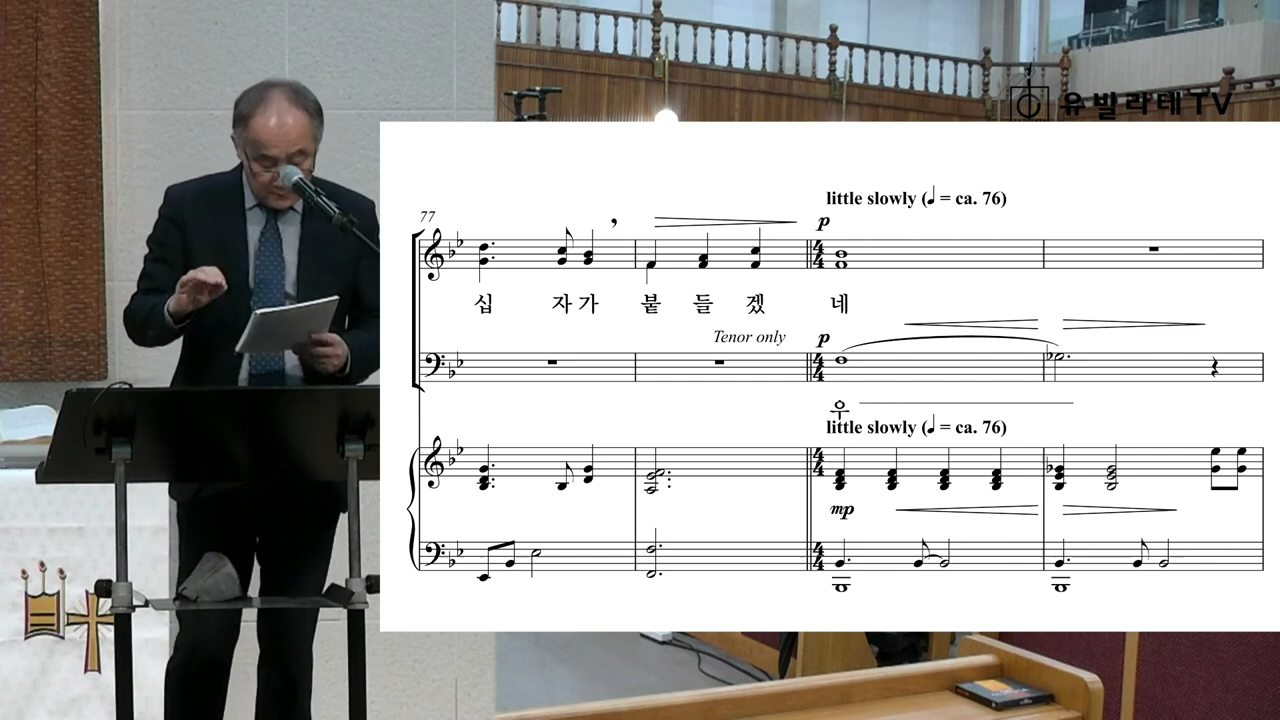 유빌라테TV
little slowly (♩ = ca. 76)
77
p
십 자가 붙 들 겠 네
Tenor only
p
우
little slowly (♩ = ca. 76)
mp